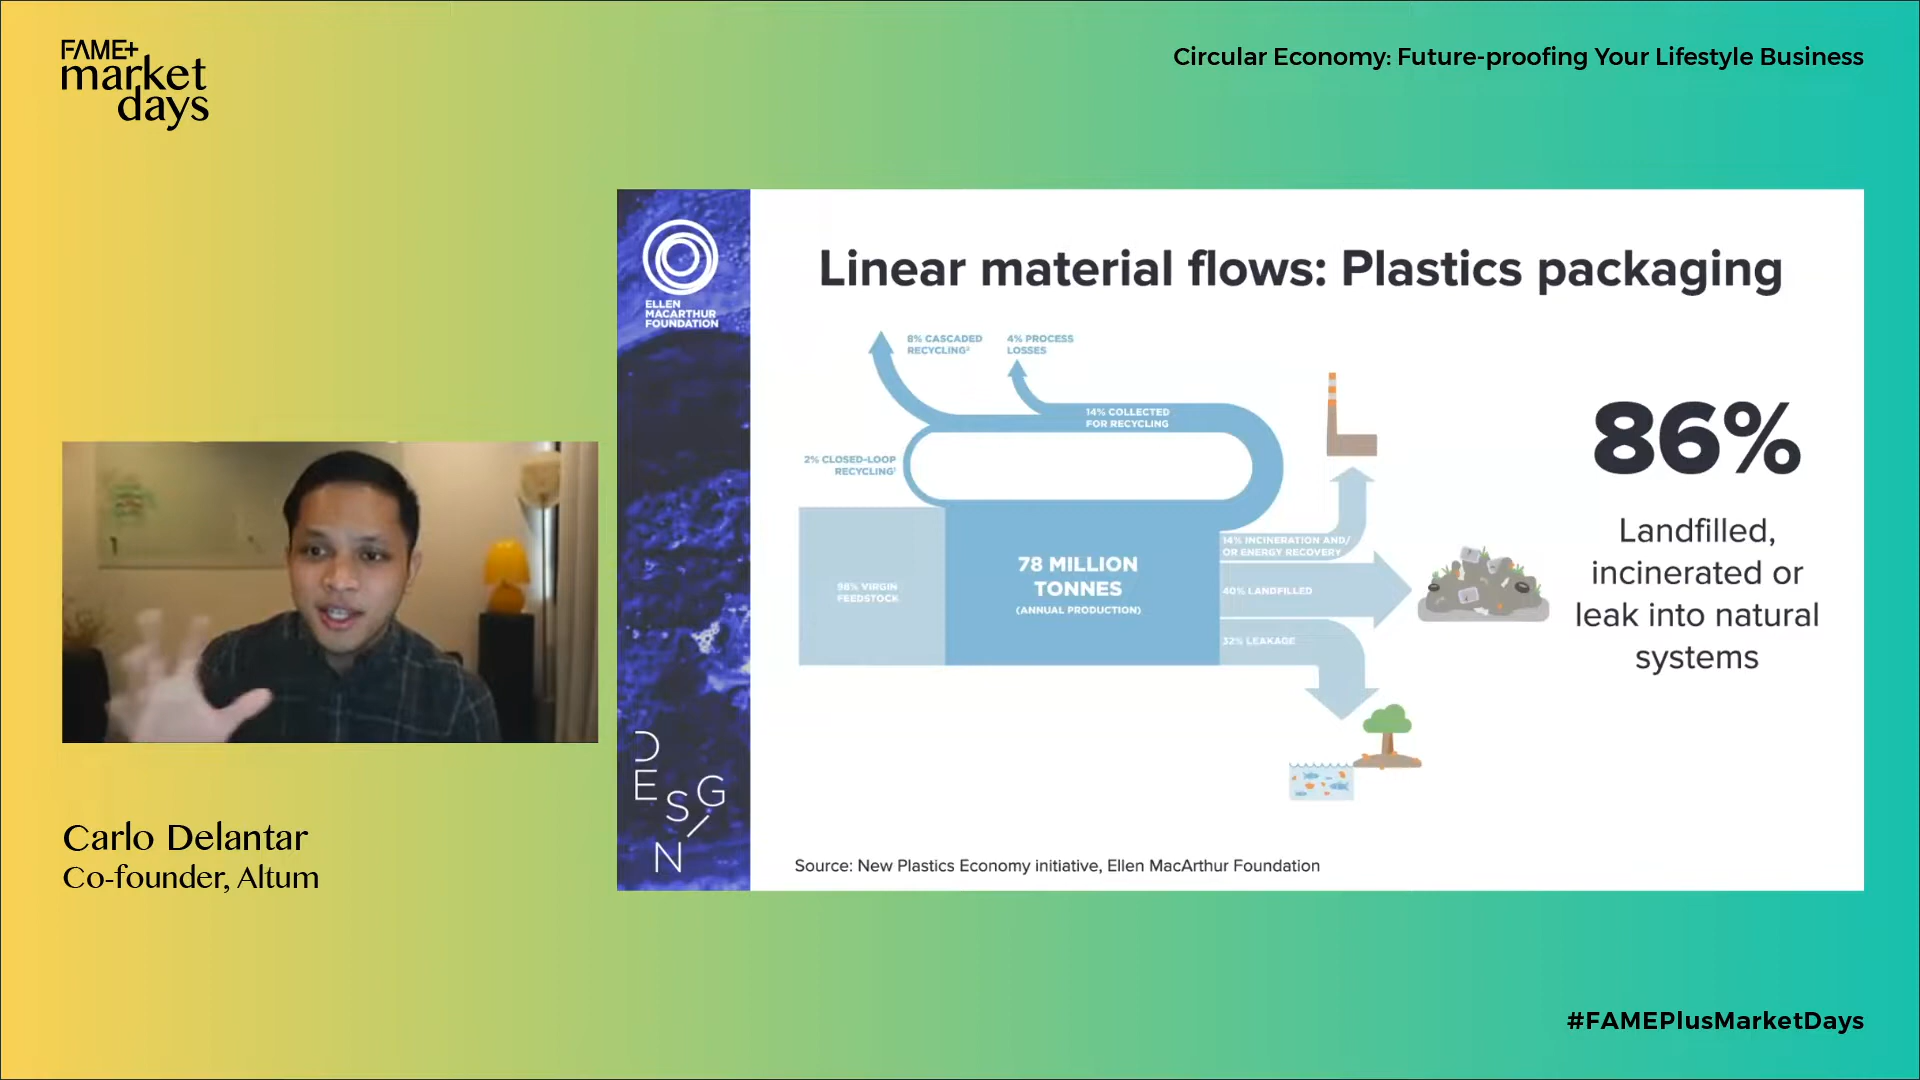 FAME+
market
days
Circular Economy: Future-proofing Your Lifestyle Business
ELLEN
MACARTHUR
FOUNDATION
Linear material flows: Plastics packaging
8% CASCADED
RECYCLING²
4% PROCESS
LOSSES
14% COLLECTED
FOR RECYCLING
2% CLOSED-LOOP
RECYCLING¹
98% VIRGIN
FEEDSTOCK
78 MILLION
TONNES
(ANNUAL PRODUCTION)
14% INCINERATION AND/
OR ENERGY RECOVERY
40% LANDFILLED
32% LEAKAGE
86%
Landfilled,
incinerated or
leak into natural
systems
DESIGN
Source: New Plastics Economy initiative, Ellen MacArthur Foundation
Carlo Delantar
Co-founder, Altum
#FAMEPlusMarketDays